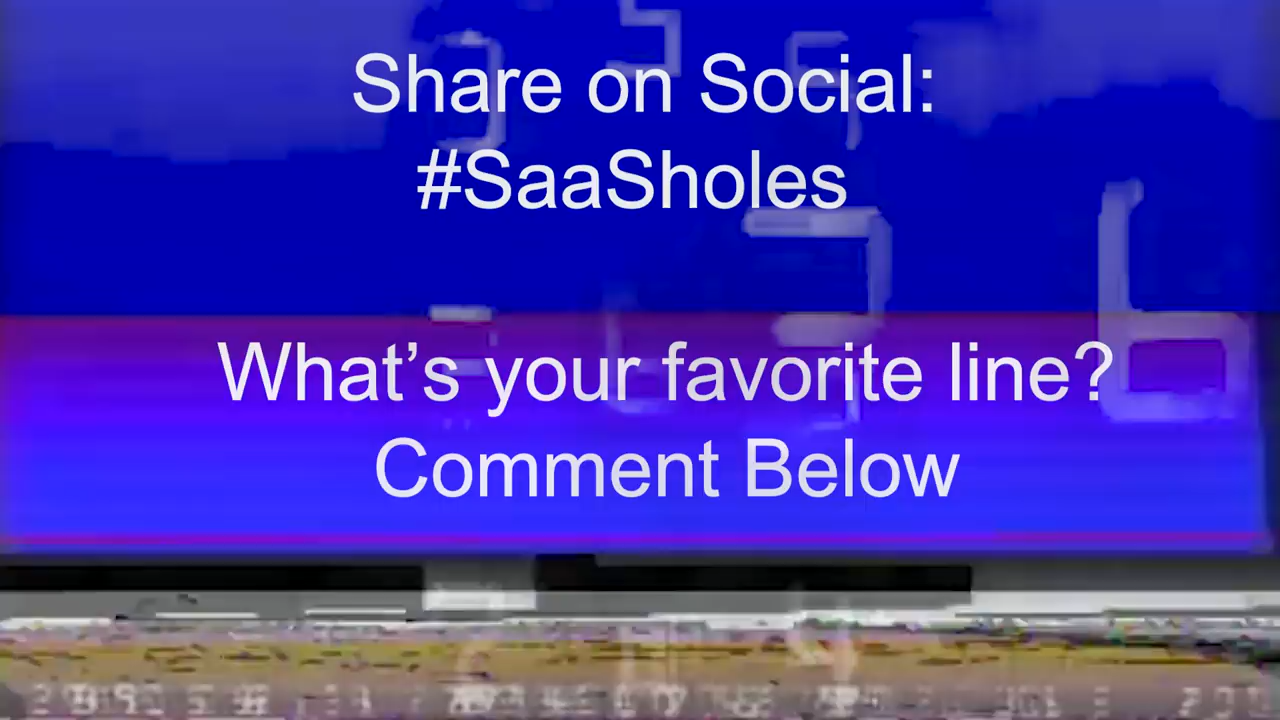 Share on Social:
#SaaSholes
What’s your favorite line?
Comment Below